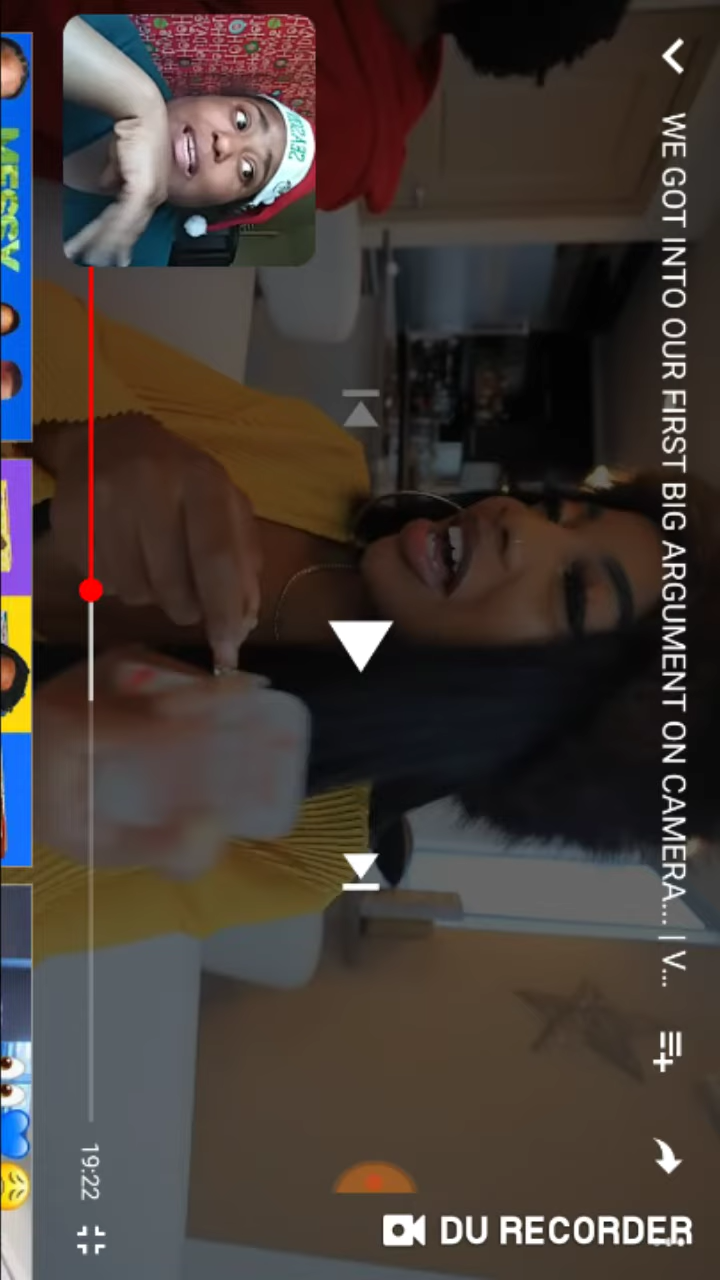 WE GOT INTO OUR FIRST BIG ARGUMENT ON CAMERA... | V...
MESSY
19:22
DU RECORDER